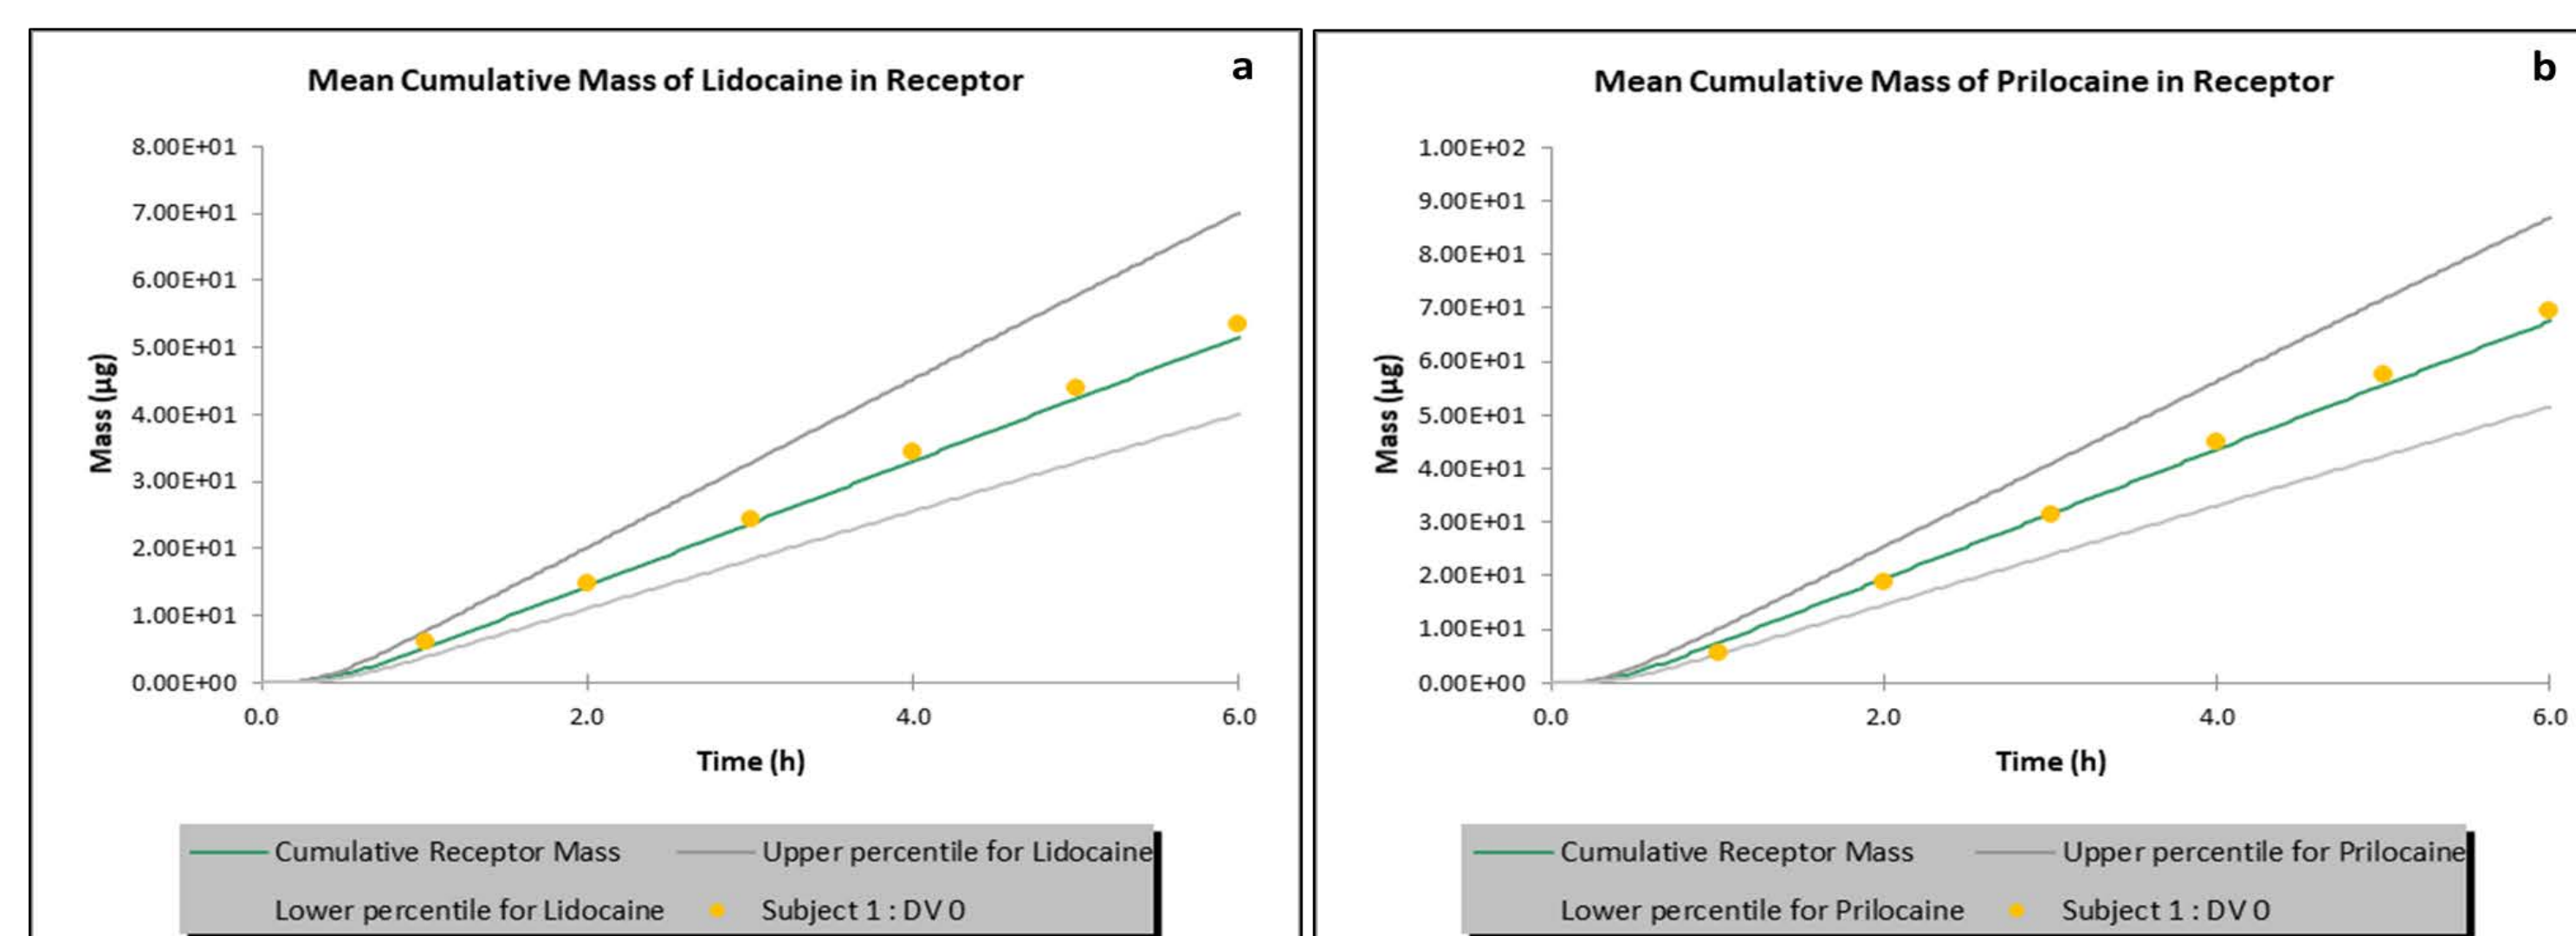 a
Mean Cumulative Mass of Lidocaine in Receptor
8.00E+01
7.00E+01
6.00E+01
5.00E+01
4.00E+01
3.00E+01
2.00E+01
1.00E+01
0.00E+00
Mass (µg)
0.0 2.0 4.0 6.0
Time (h)
Cumulative Receptor Mass Upper percentile for Lidocaine
Lower percentile for Lidocaine Subject 1 : DV 0
b
Mean Cumulative Mass of Prilocaine in Receptor
1.00E+02
9.00E+01
8.00E+01
7.00E+01
6.00E+01
5.00E+01
4.00E+01
3.00E+01
2.00E+01
1.00E+01
0.00E+00
Mass (µg)
0.0 2.0 4.0 6.0
Time (h)
Cumulative Receptor Mass Upper percentile for Prilocaine
Lower percentile for Prilocaine Subject 1 : DV 0